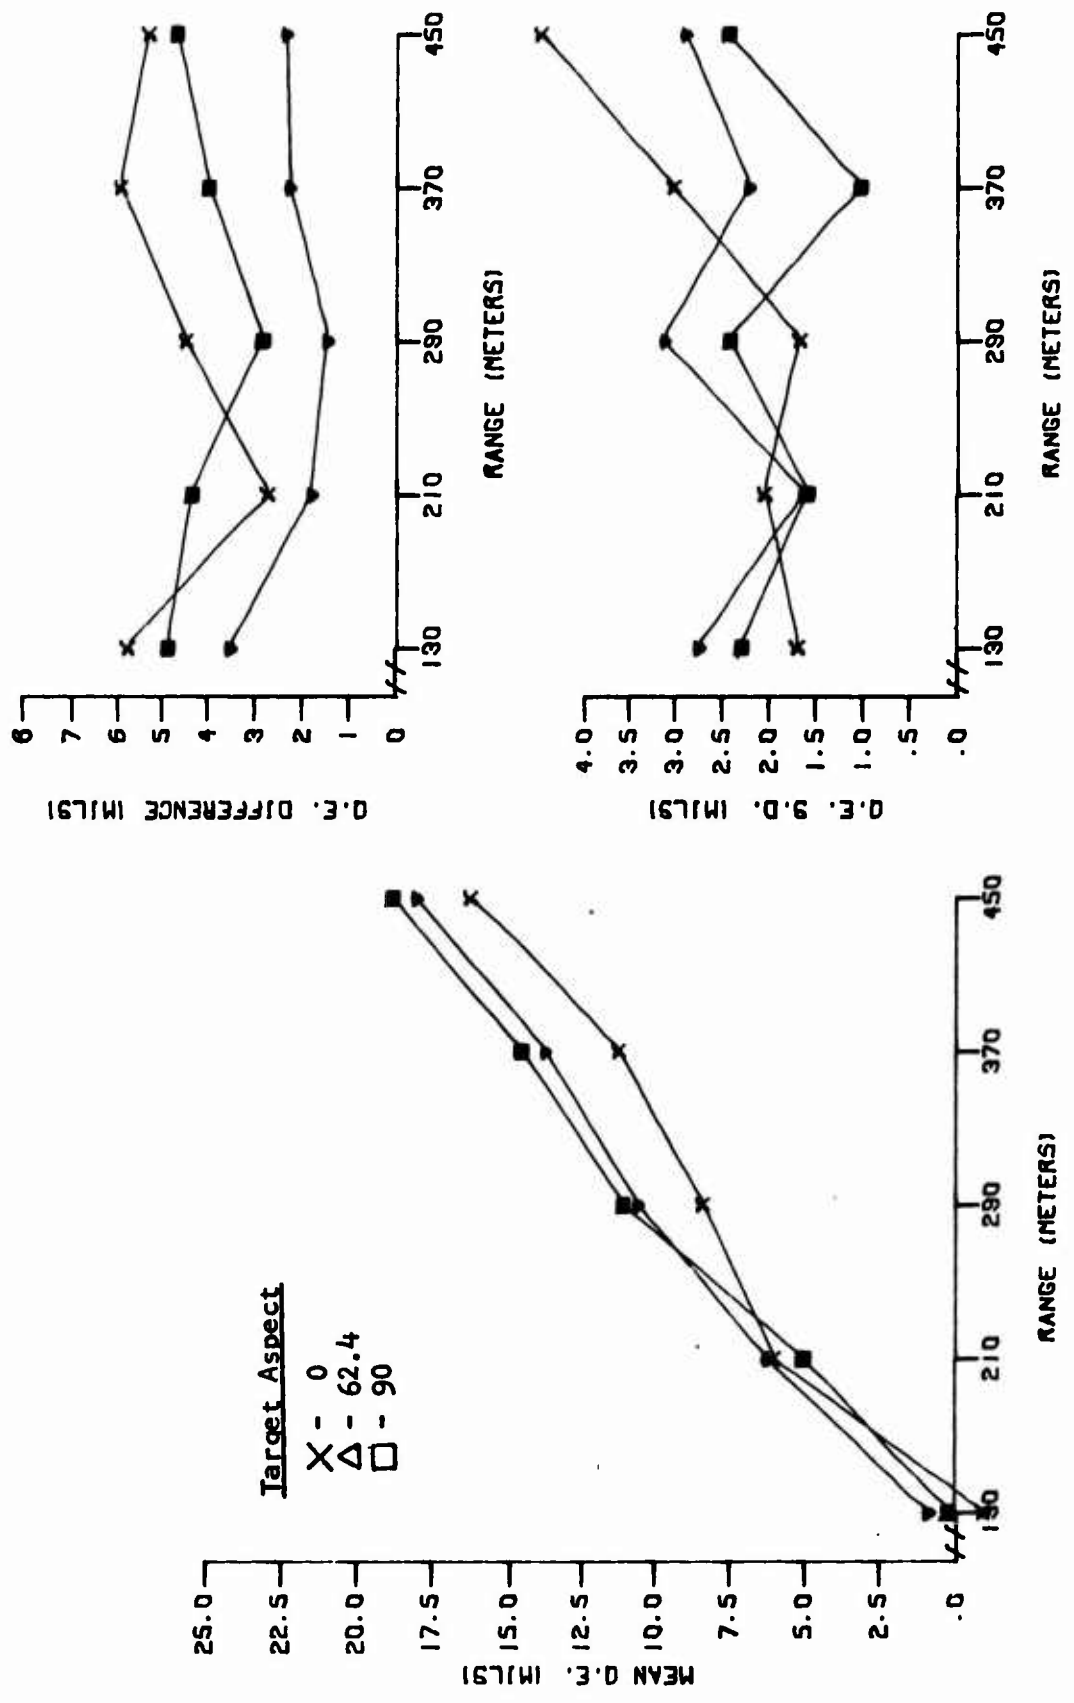 Target Aspect
X - 0
Δ - 62.4
□ - 90
MEAN Q.E. (MILS)
25.0
22.5
20.0
17.5
15.0
12.5
10.0
7.5
5.0
2.5
.0
130 210 290 370 450
RANGE (METERS)
Q.E. DIFFERENCE (MILS)
8
7
6
5
4
3
2
1
0
130 210 290 370 450
RANGE (METERS)
Q.E. S.D. (MILS)
4.0
3.5
3.0
2.5
2.0
1.5
1.0
.5
.0
130 210 290 370 450
RANGE (METERS)